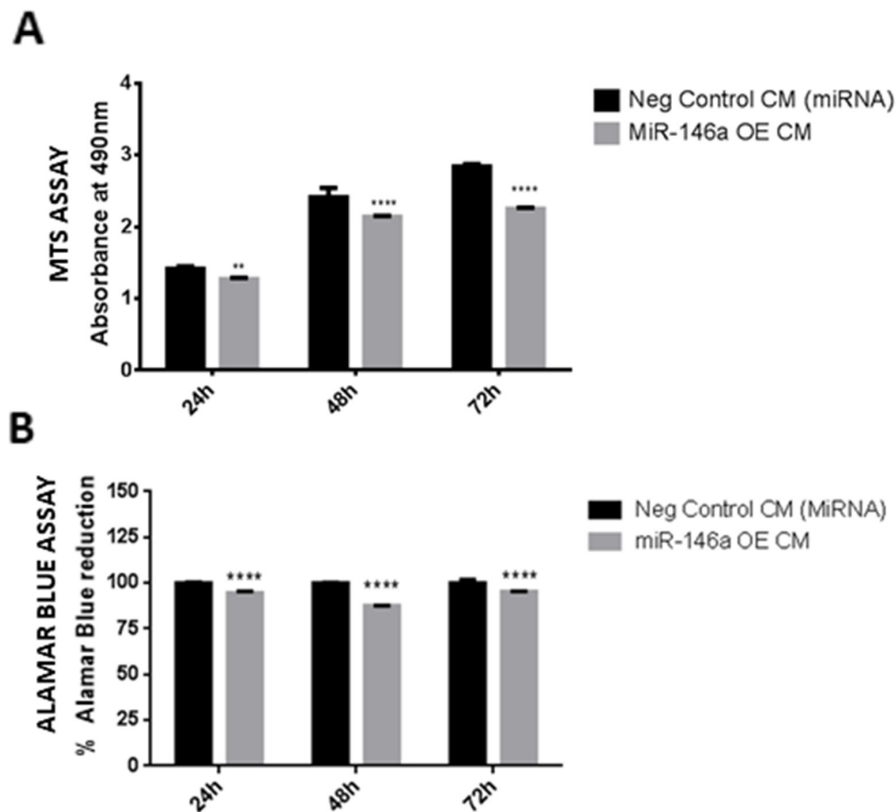 A
MTS ASSAY
Absorbance at 490nm
4
3
2
1
0
**
****
****
24h
48h
72h
Neg Control CM (miRNA)
MiR-146a OE CM
B
ALAMAR BLUE ASSAY
% Alamar Blue reduction
150
125
100
75
50
25
0
****
****
****
24h
48h
72h
Neg Control CM (MiRNA)
miR-146a OE CM